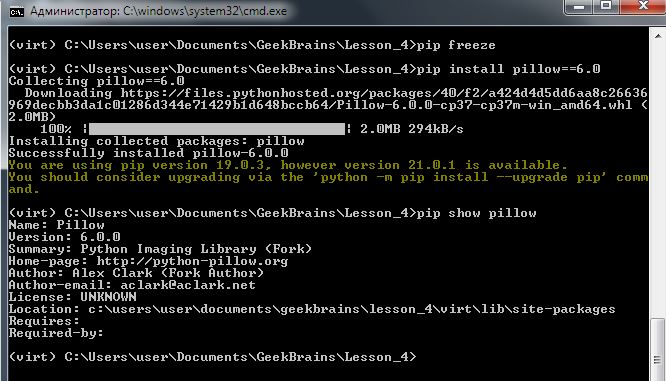 Администратор: C:\windows\system32\cmd.exe
(virt) C:\Users\user\Documents\GeekBrains\Lesson_4>pip freeze
(virt) C:\Users\user\Documents\GeekBrains\Lesson_4>pip install pillow==6.0
Collecting pillow==6.0
Downloading https://files.pythonhosted.org/packages/40/f2/a424d4d5dd6aa8c26636
969decbb3da1c01286d344e71429b1d648bccb64/Pillow-6.0.0-cp37-cp37m-win_amd64.whl (
2.0MB)
100% |████████████████████████████████| 2.0MB 294kB/s
Installing collected packages: pillow
Successfully installed pillow-6.0.0
You are using pip version 19.0.3, however version 21.0.1 is available.
You should consider upgrading via the 'python -m pip install --upgrade pip' comm
and.
(virt) C:\Users\user\Documents\GeekBrains\Lesson_4>pip show pillow
Name: Pillow
Version: 6.0.0
Summary: Python Imaging Library (Fork)
Home-page: http://python-pillow.org
Author: Alex Clark (Fork Author)
Author-email: aclark@aclark.net
License: UNKNOWN
Location: c:\users\user\documents\geekbrains\lesson_4\virt\lib\site-packages
Requires:
Required-by:
(virt) C:\Users\user\Documents\GeekBrains\Lesson_4>